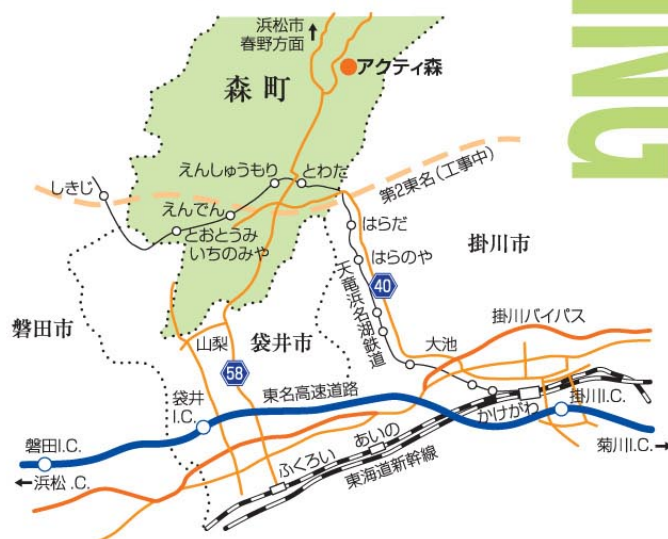 浜松市
春野方面
アクティ森
森町
ING
えんしゅうもり
とわだ
第2東名(工事中)
しきじ
えんでん
とおとうみ
いちのみや
はらだ
はらのや
掛川市
天竜浜名湖鉄道
40
磐田市
山梨
袋井市
大池
掛川バイパス
58
袋井
I.C.
東名高速道路
かけがわ
掛川I.C.
磐田I.C.
あいの
菊川I.C.
浜松 .C.
ふくろい
東海道新幹線